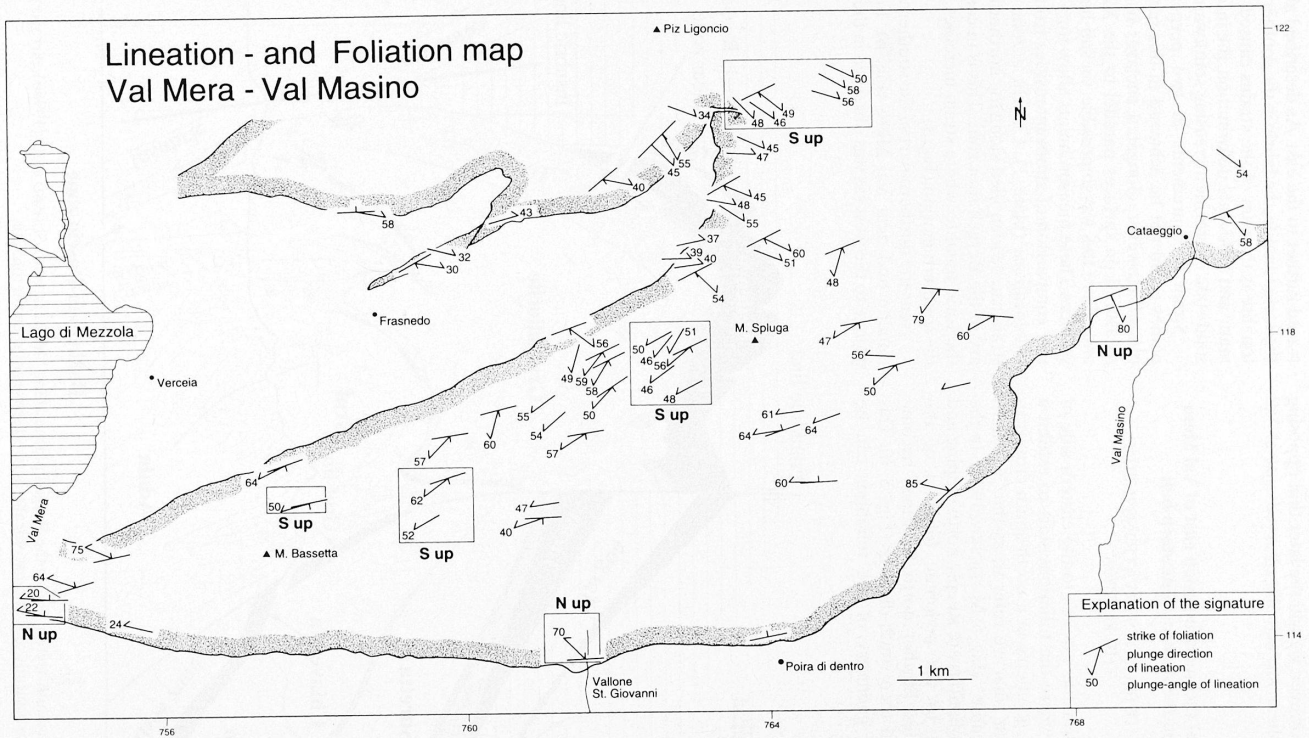 Lineation - and Foliation map
Val Mera - Val Masino
▲ Piz Ligoncio
122
50
58
56
49
34
48
46
S up
N
45
47
55
45
40
54
45
48
55
43
58
Cataeggio
58
37
39
40
60
51
32
30
48
54
Lago di Mezzola
Frasnedo
79
60
80
N up
118
M. Spluga
56
51
50
46
56
46
48
S up
47
56
50
49
59
58
50
Verceia
55
54
57
60
57
61
64
64
Val Masino
64
62
52
S up
50
S up
60
85
47
40
Val Mera
75
▲ M. Bassetta
64
20
22
N up
24
N up
70
Explanation of the signature
strike of foliation
plunge direction
of lineation
50
plunge-angle of lineation
114
Poira di dentro
1 km
Vallone
St. Giovanni
756
760
764
768